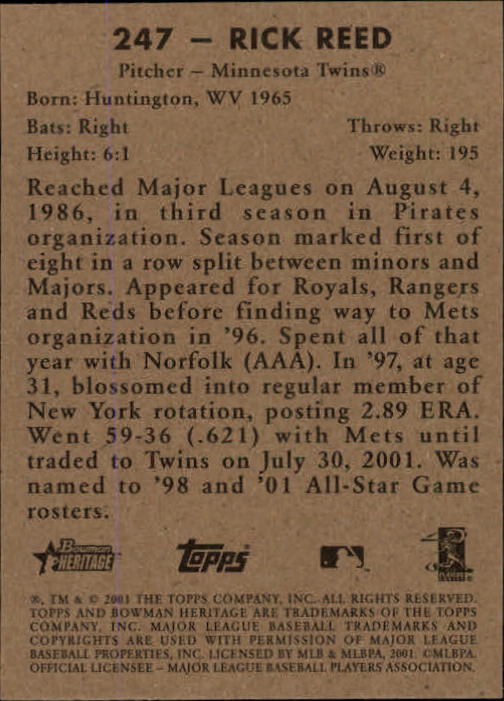 247 – RICK REED
Pitcher – Minnesota Twins®
Born: Huntington, WV 1965
Bats: Right Throws: Right
Height: 6:1 Weight: 195
Reached Major Leagues on August 4,
1986, in third season in Pirates
organization. Season marked first of
eight in a row split between minors and
Majors. Appeared for Royals, Rangers
and Reds before finding way to Mets
organization in '96. Spent all of that
year with Norfolk (AAA). In '97, at age
31, blossomed into regular member of
New York rotation, posting 2.89 ERA.
Went 59-36 (.621) with Mets until
traded to Twins on July 30, 2001. Was
named to '98 and '01 All-Star Game
rosters.
Bowman
HERITAGE
Topps
®, TM & © 2001 THE TOPPS COMPANY, INC. ALL RIGHTS RESERVED.
TOPPS AND BOWMAN HERITAGE ARE TRADEMARKS OF THE TOPPS
COMPANY, INC. MAJOR LEAGUE BASEBALL TRADEMARKS AND
COPYRIGHTS ARE USED WITH PERMISSION OF MAJOR LEAGUE
BASEBALL PROPERTIES, INC. LICENSED BY MLB & MLBPA, 2001. ©MLBPA.
OFFICIAL LICENSEE – MAJOR LEAGUE BASEBALL PLAYERS ASSOCIATION.